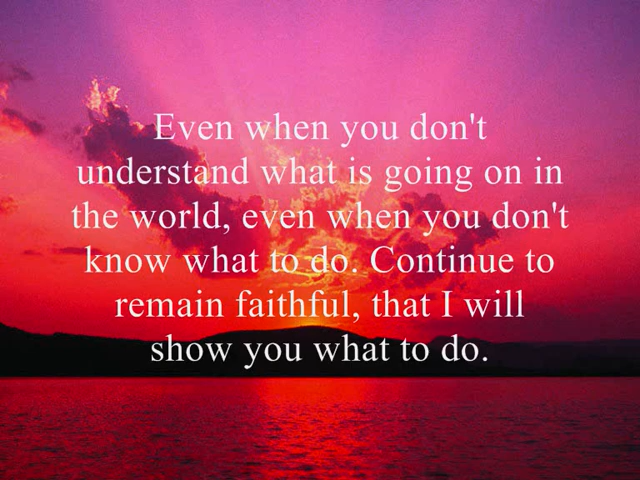 Even when you don't
understand what is going on in
the world, even when you don't
know what to do. Continue to
remain faithful, that I will
show you what to do.